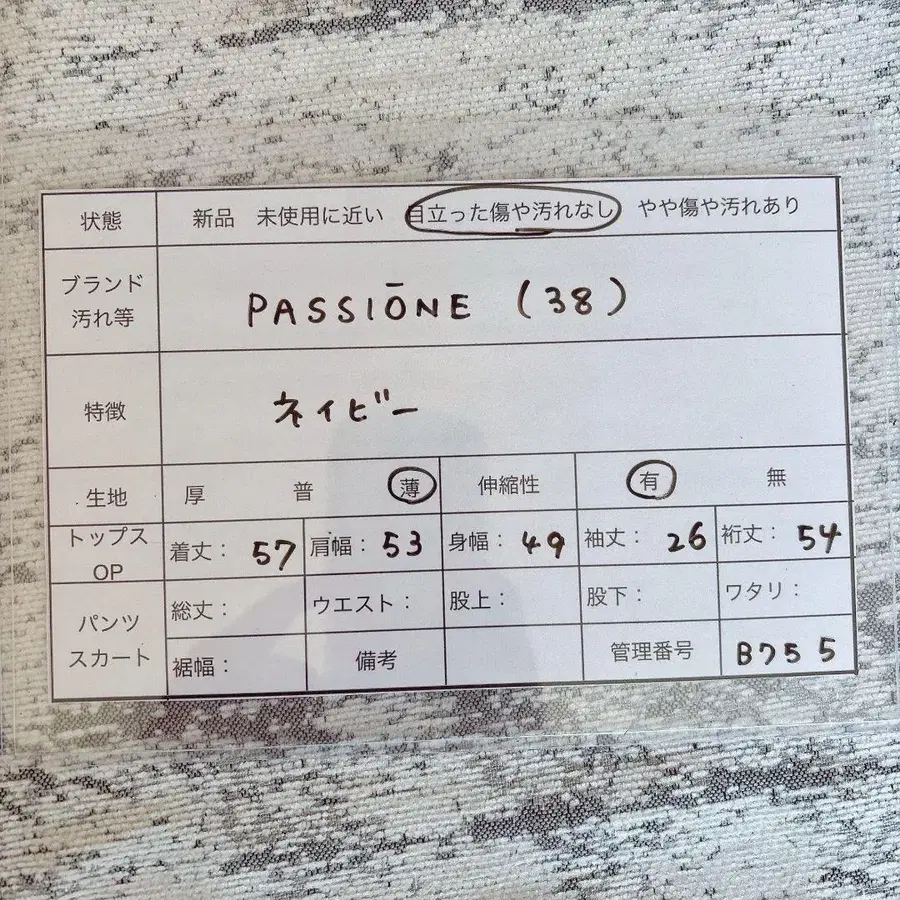 状態 新品 未使用に近い 目立った傷や汚れなし やや傷や汚れあり
ブランド
汚れ等
PASSIŌNE (38)
特徴 ネイビー
生地 厚 普 薄 伸縮性 有 無
トップス
OP
着丈: 57 肩幅: 53 身幅: 49 袖丈: 26 裄丈: 54
パンツ
スカート
総丈: ウエスト: 股上: 股下: ワタリ:
裾幅: 備考 管理番号 B755